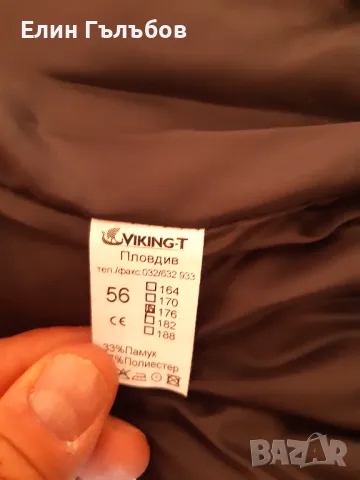 Елин Гълъбов
VIKING-T
Пловдив
тел./факс:032/632 933
56
164
170
176
182
188
CE
33%Памук
7%Полиестер
BAZAR